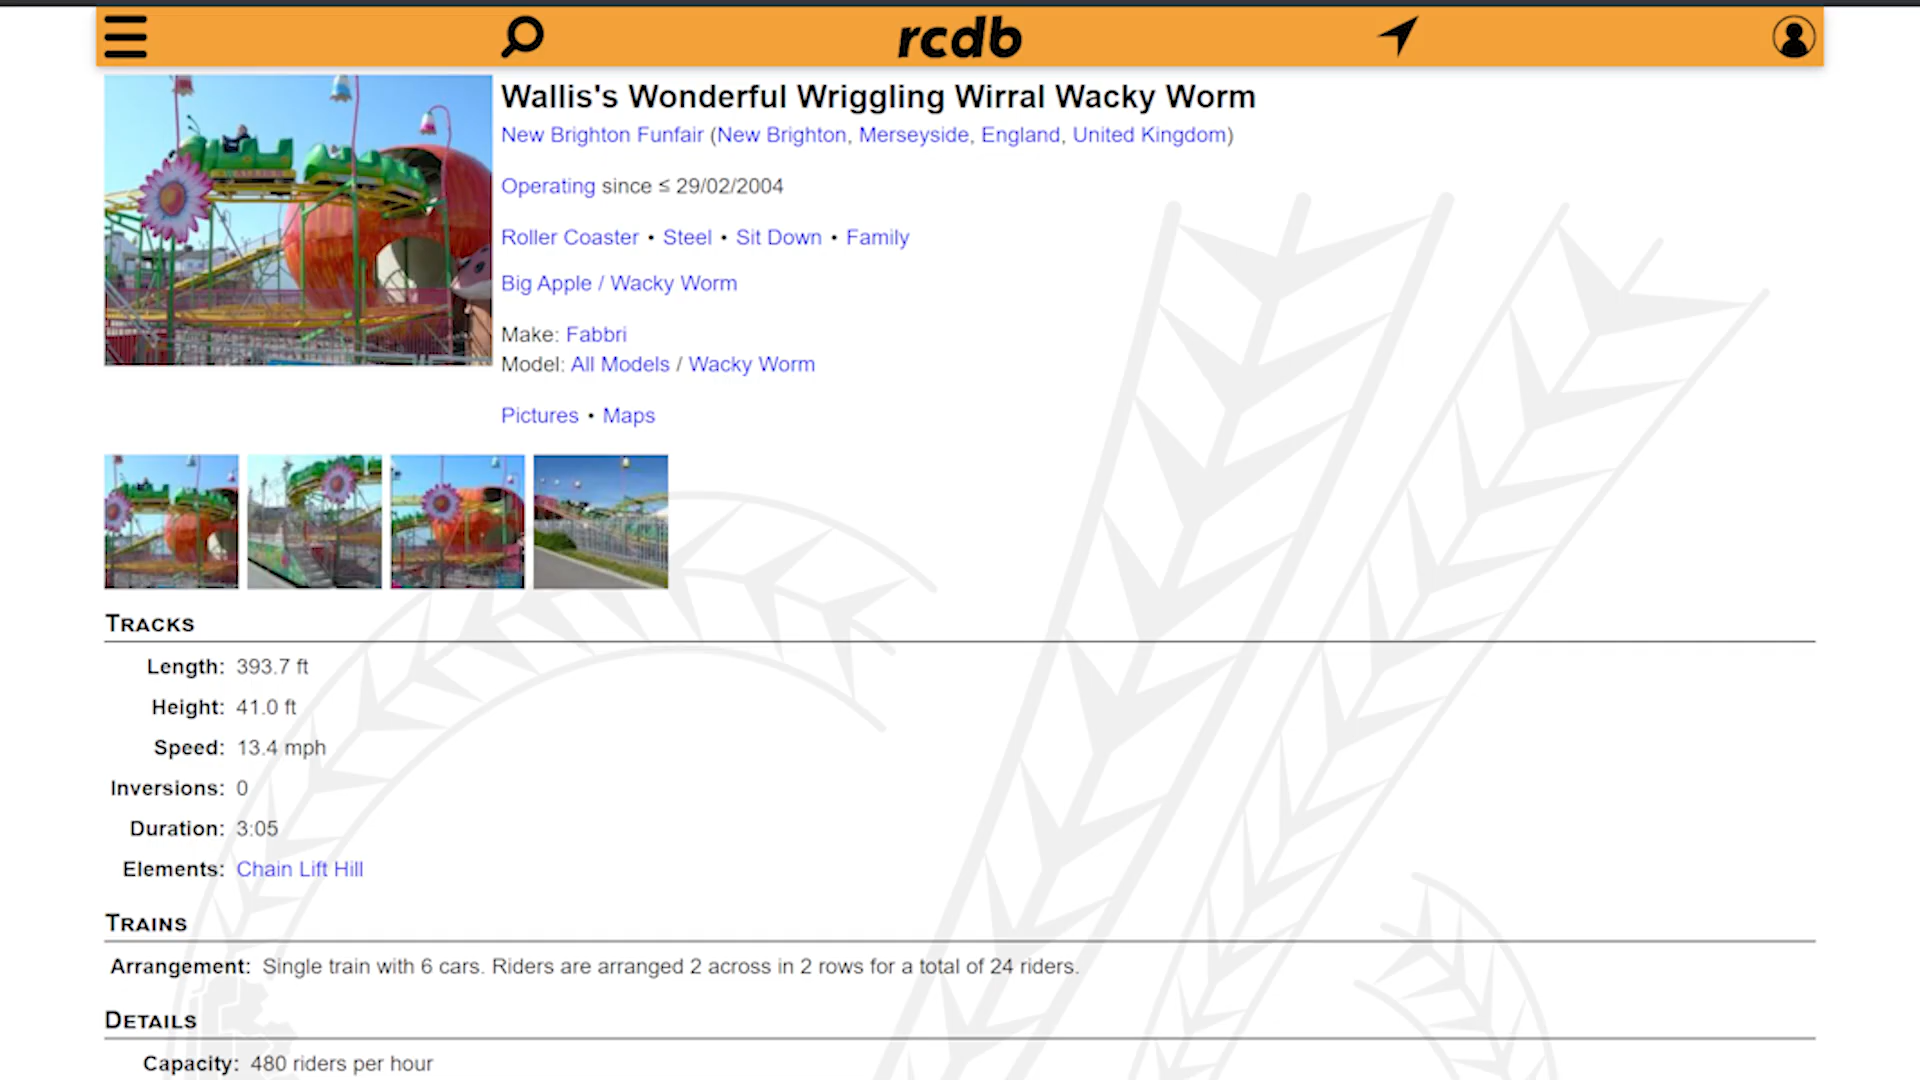 rcdb
Wallis's Wonderful Wriggling Wirral Wacky Worm
New Brighton Funfair (New Brighton, Merseyside, England, United Kingdom)
Operating since ≤ 29/02/2004
Roller Coaster • Steel • Sit Down • Family
Big Apple / Wacky Worm
Make: Fabbri
Model: All Models / Wacky Worm
Pictures • Maps
TRACKS
Length: 393.7 ft
Height: 41.0 ft
Speed: 13.4 mph
Inversions: 0
Duration: 3:05
Elements: Chain Lift Hill
TRAINS
Arrangement: Single train with 6 cars. Riders are arranged 2 across in 2 rows for a total of 24 riders.
DETAILS
Capacity: 480 riders per hour